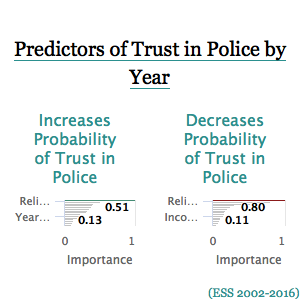 Predictors of Trust in Police by
Year
Increases
Probability
of Trust in
Police
Reli...
0.51
Year...
0.13
0
1
Importance
Decreases
Probability
of Trust in
Police
Reli...
0.80
Inco...
0.11
0
1
Importance
(ESS 2002-2016)